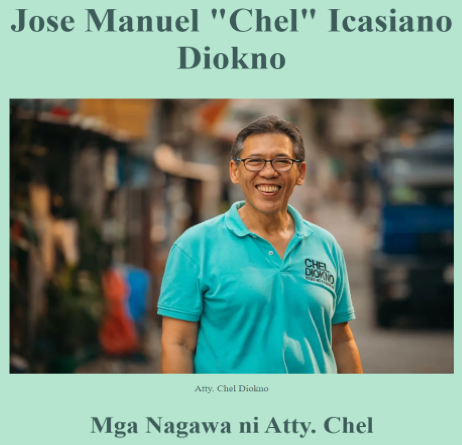 Jose Manuel "Chel" Icasiano
Diokno
CHEL
DIOKNO
Atty. Chel Diokno
Mga Nagawa ni Atty. Chel